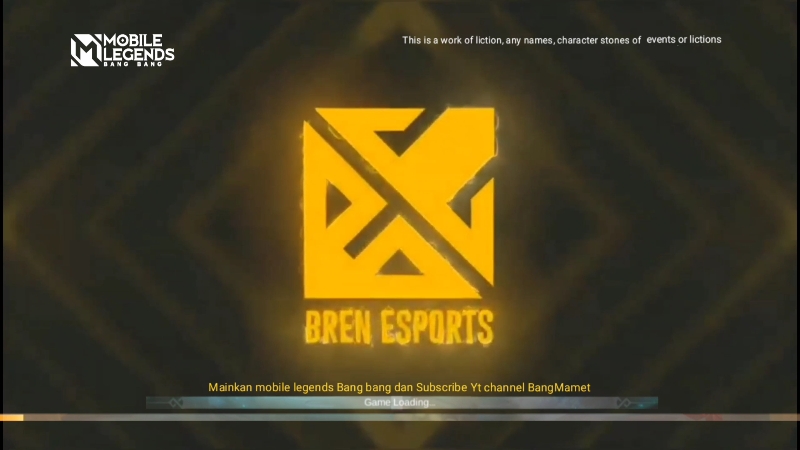 MOBILE
LEGENDS
BANG BANG
This is a work of liction, any names, character stones of events or lictions
BREN ESPORTS
Mainkan mobile legends Bang bang dan Subscribe Yt channel BangMamet
Game Loading...